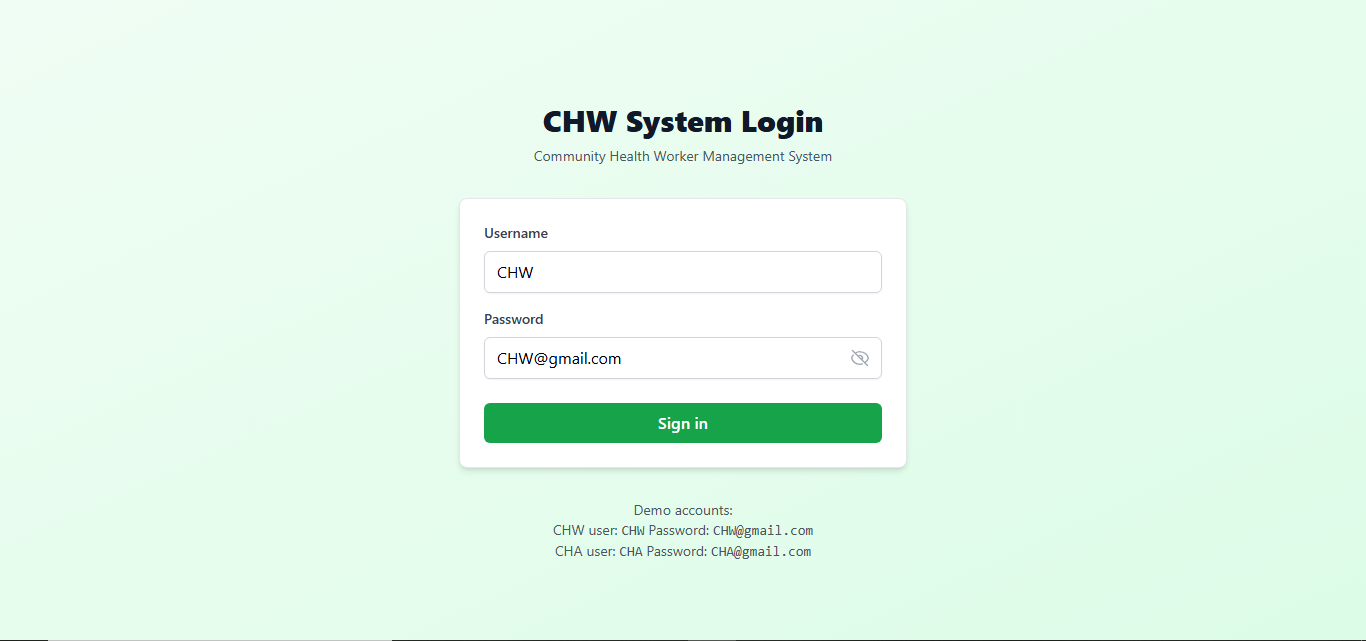 CHW System Login
Community Health Worker Management System
Username
CHW
Password
CHW@gmail.com
Sign in
Demo accounts:
CHW user: CHW Password: CHW@gmail.com
CHA user: CHA Password: CHA@gmail.com